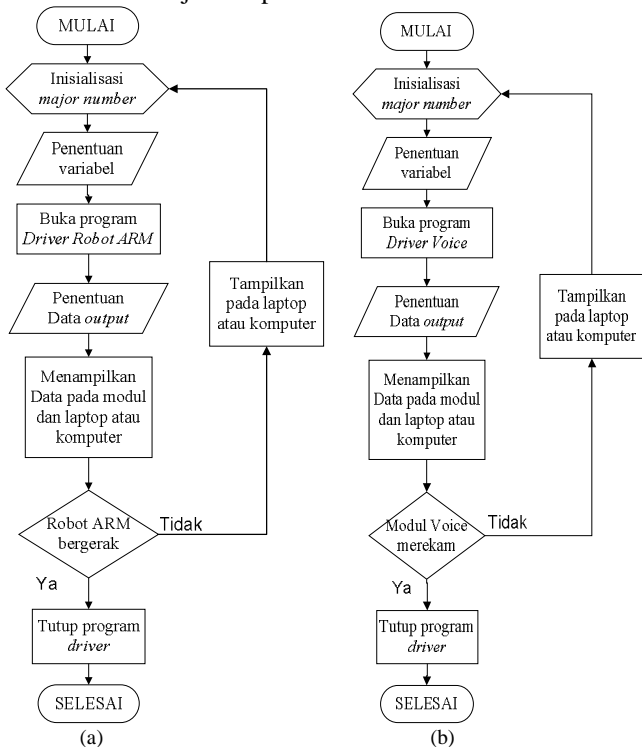 MULAI
Inisialisasi
major number
Penentuan
variabel
Buka program
Driver Robot ARM
Penentuan
Data output
Menampilkan
Data pada modul
dan laptop atau
komputer
Robot ARM
bergerak
Tidak
Tampilkan
pada laptop
atau komputer
Ya
Tutup program
driver
SELESAI
(a)
MULAI
Inisialisasi
major number
Penentuan
variabel
Buka program
Driver Voice
Penentuan
Data output
Menampilkan
Data pada modul
dan laptop atau
komputer
Modul Voice
merekam
Tidak
Tampilkan
pada laptop
atau komputer
Ya
Tutup program
driver
SELESAI
(b)